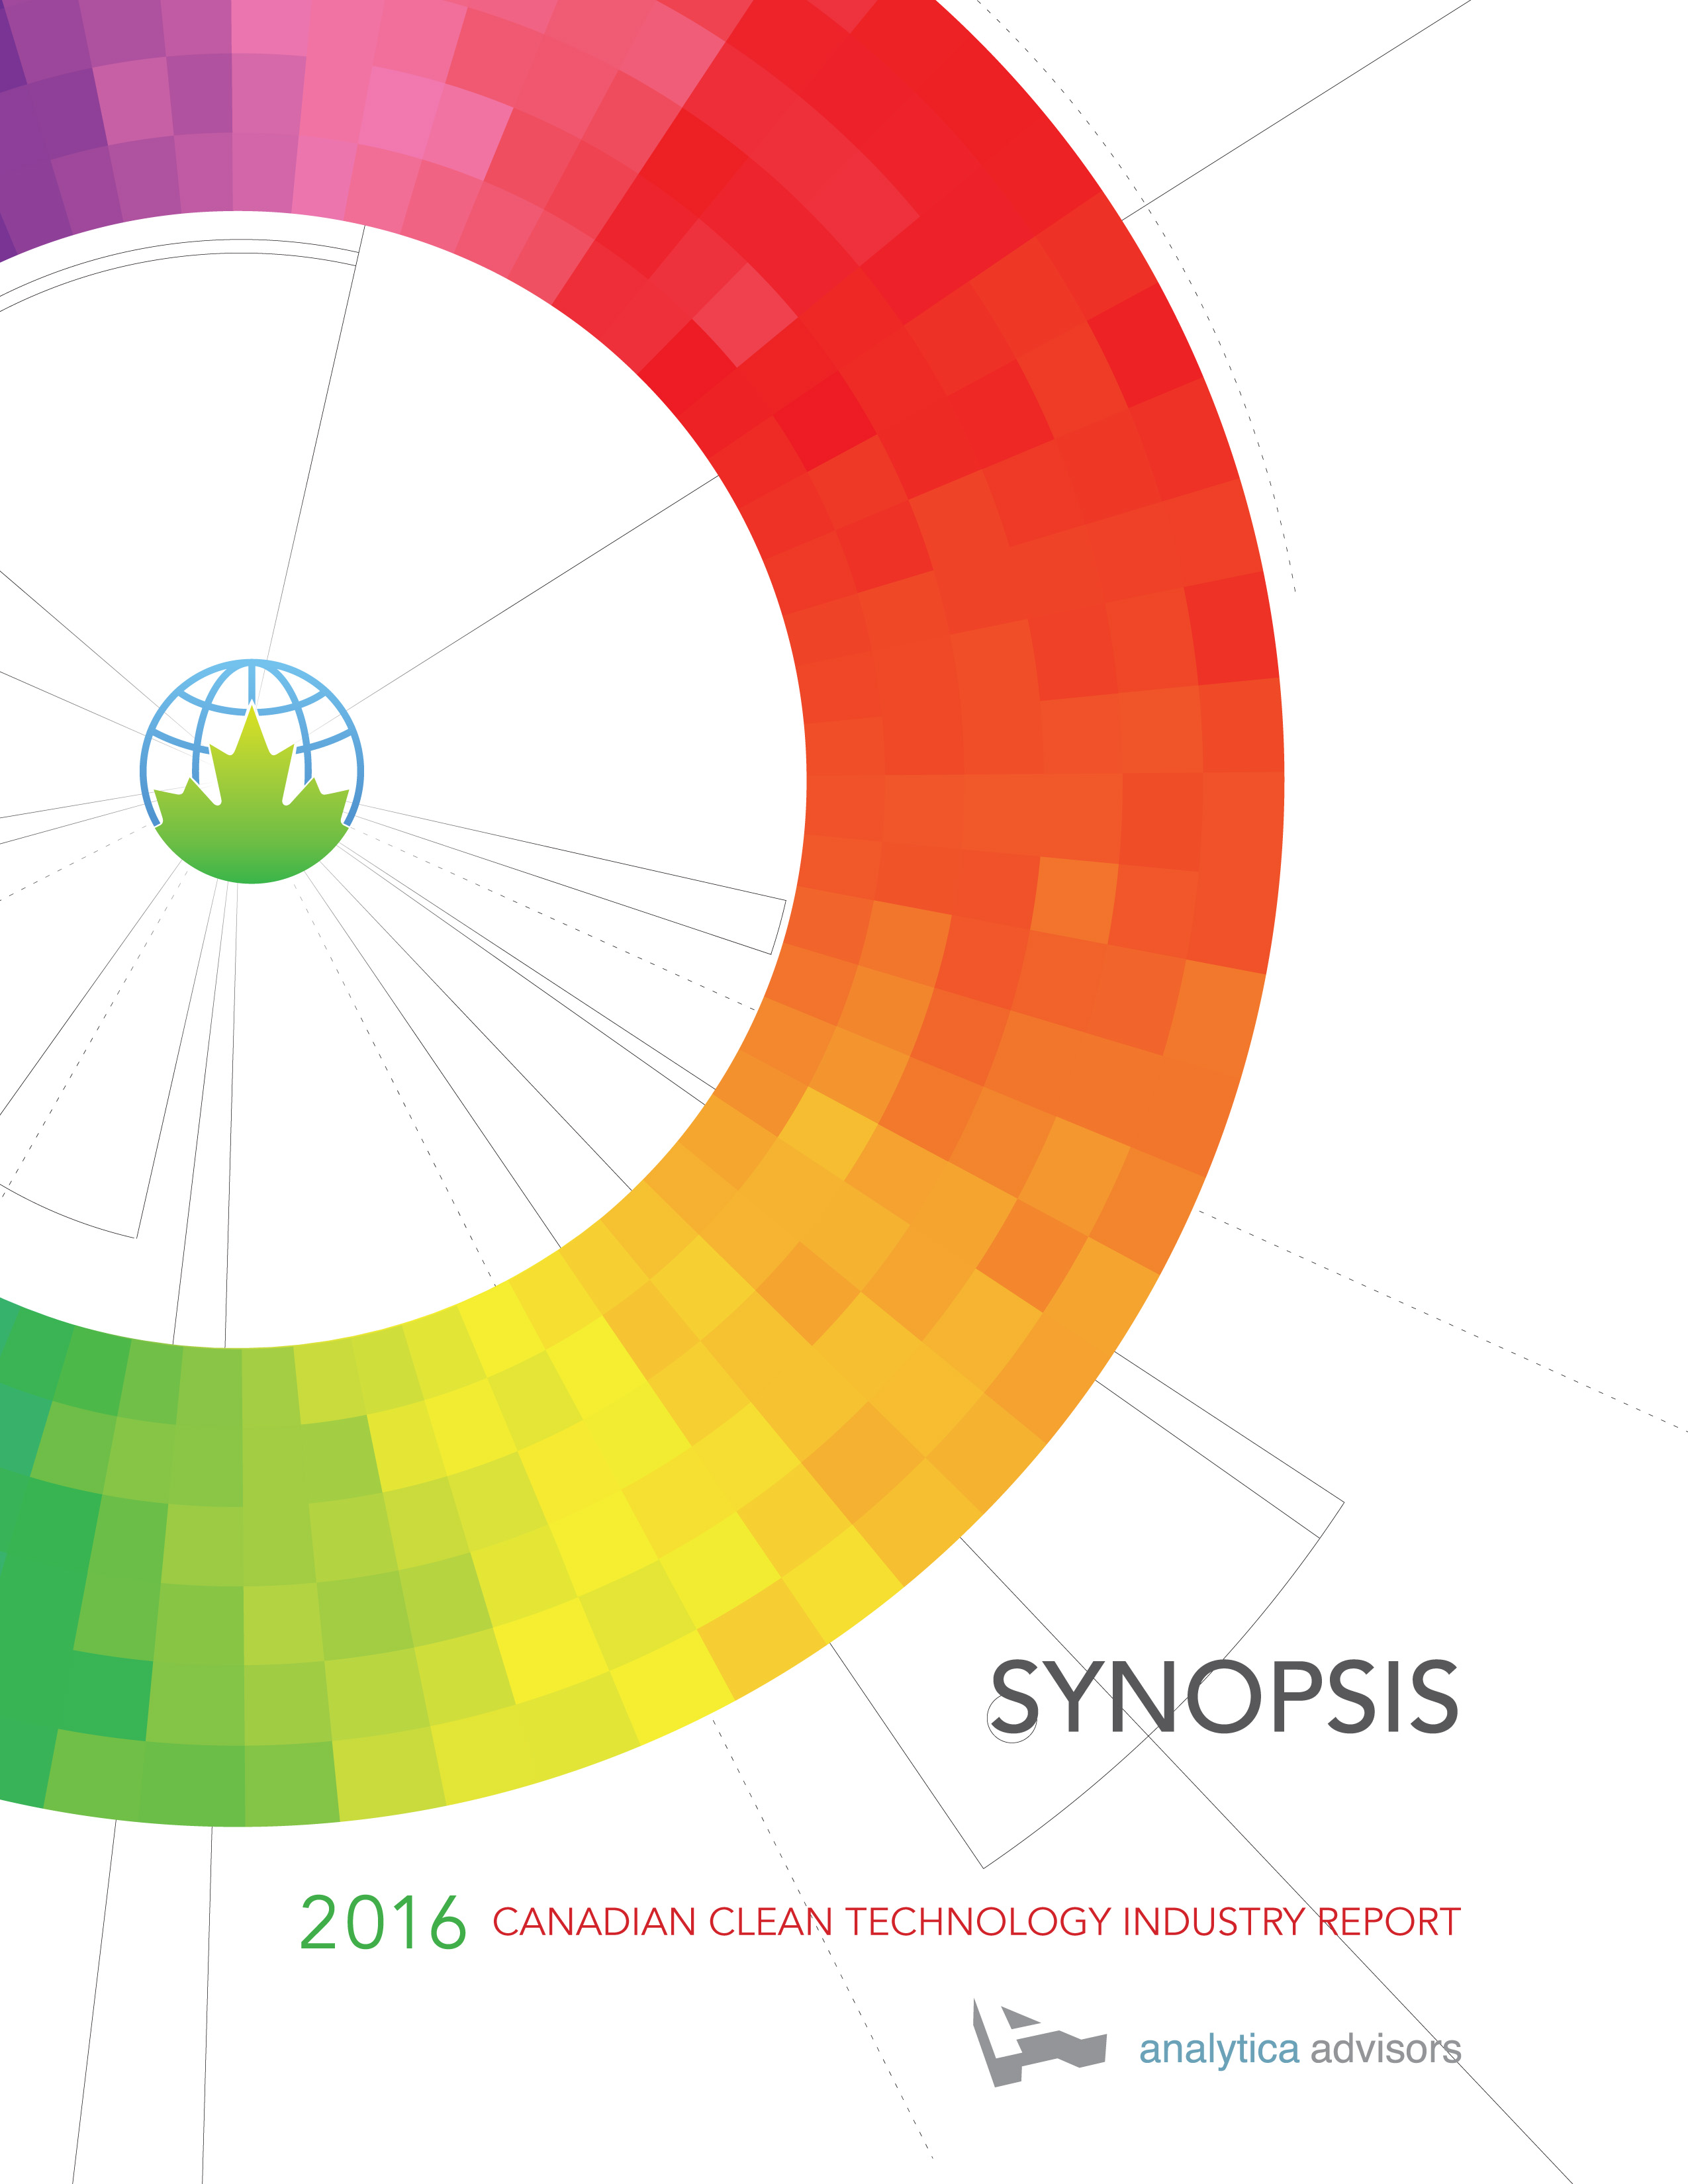 SYNOPSIS
2016 CANADIAN CLEAN TECHNOLOGY INDUSTRY REPORT
analytica advisors